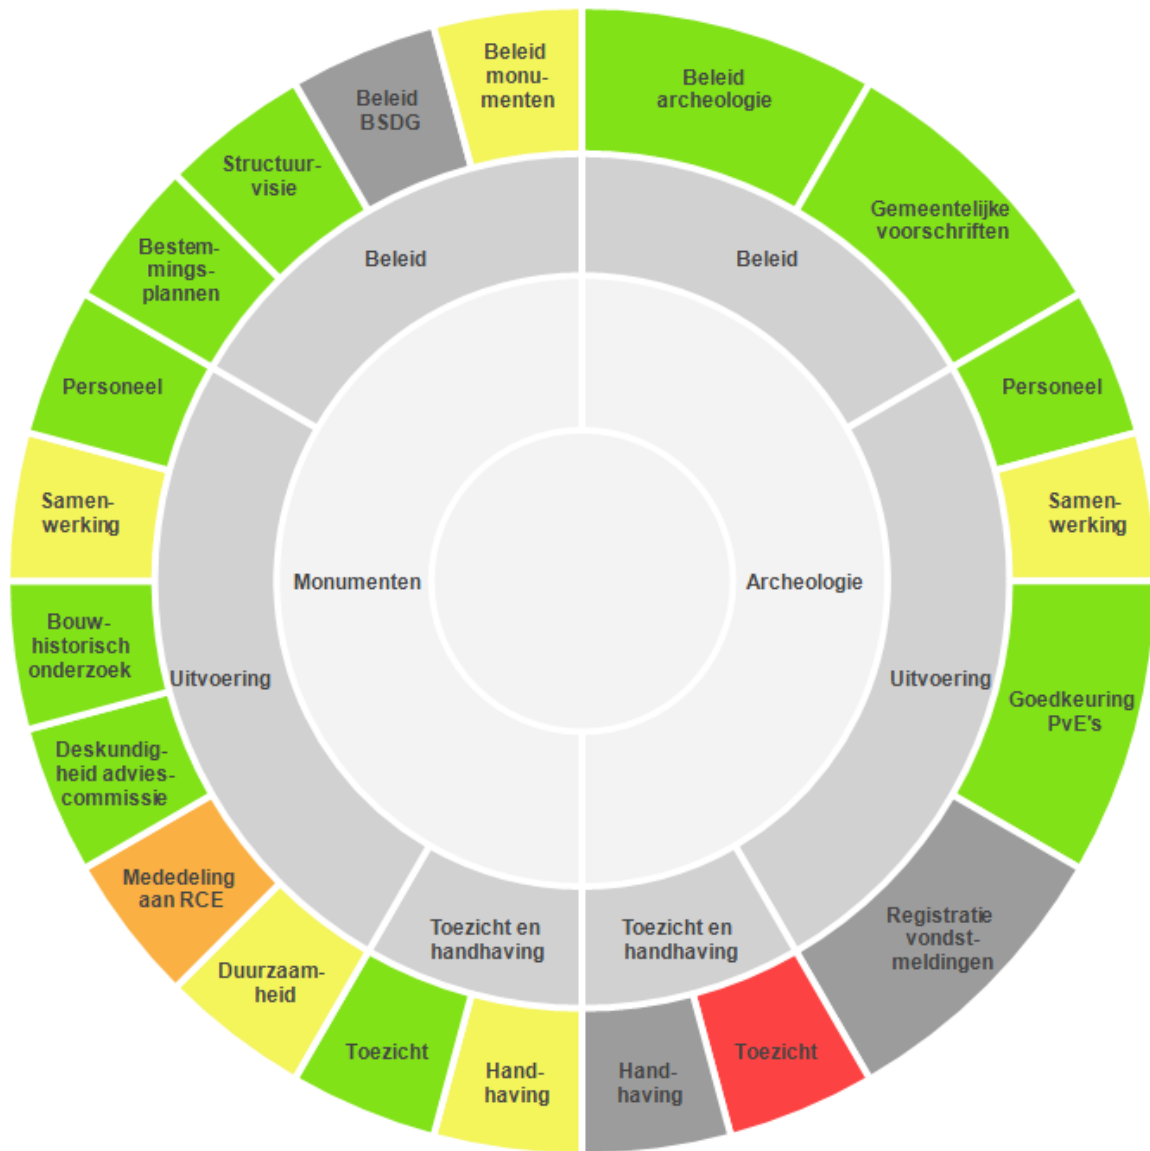 Beleid
monu-
menten
Beleid
archeologie
Beleid
BSDG
Structuur-
visie
Gemeentelijke
voorschriften
Bestem-
mings-
plannen
Beleid
Beleid
Personeel
Personeel
Samen-
werking
Samen-
werking
Monumenten
Archeologie
Bouw-
historisch
onderzoek
Uitvoering
Uitvoering
Goedkeuring
PvE's
Deskundig-
heid advies-
commissie
Mededeling
aan RCE
Registratie
vondst-
meldingen
Toezicht en
handhaving
Toezicht en
handhaving
Duurzaam-
heid
Toezicht
Hand-
having
Hand-
having
Toezicht